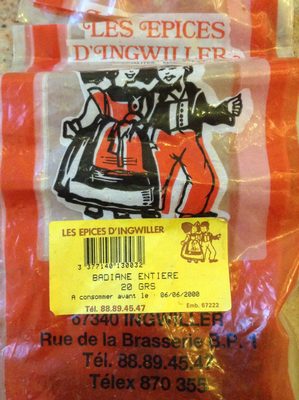 LES EPICES
D'INGWILLER
LES EPICES D'INGWILLER
3 377140 130032
BADIANE ENTIERE
20 GRS
A consommer avant le : 06/06/2000
Tél. 88.89.45.47
Emb. 67222
67340 INGWILLER
Rue de la Brasserie B.P. 1
Tél. 88.89.45.47
Télex 870 355